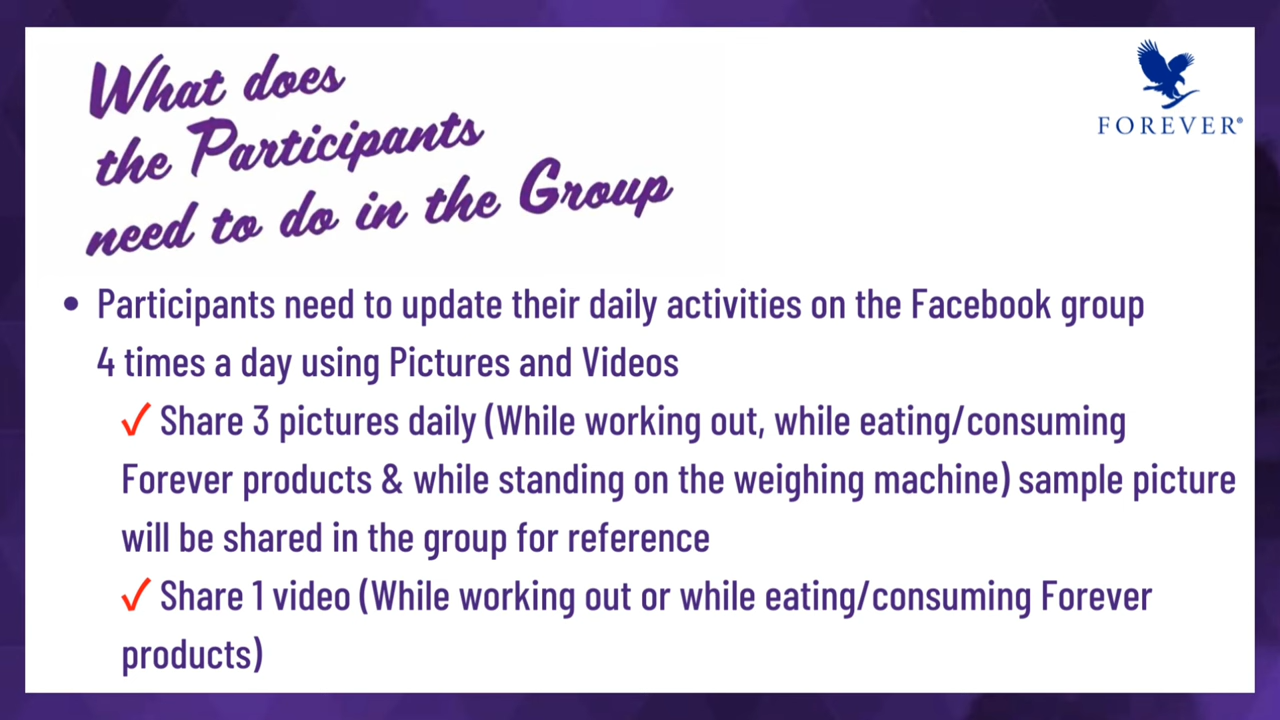 What does
the Participants
need to do in the Group
FOREVER®
• Participants need to update their daily activities on the Facebook group
4 times a day using Pictures and Videos
✓ Share 3 pictures daily (While working out, while eating/consuming
Forever products & while standing on the weighing machine) sample picture
will be shared in the group for reference
✓ Share 1 video (While working out or while eating/consuming Forever
products)